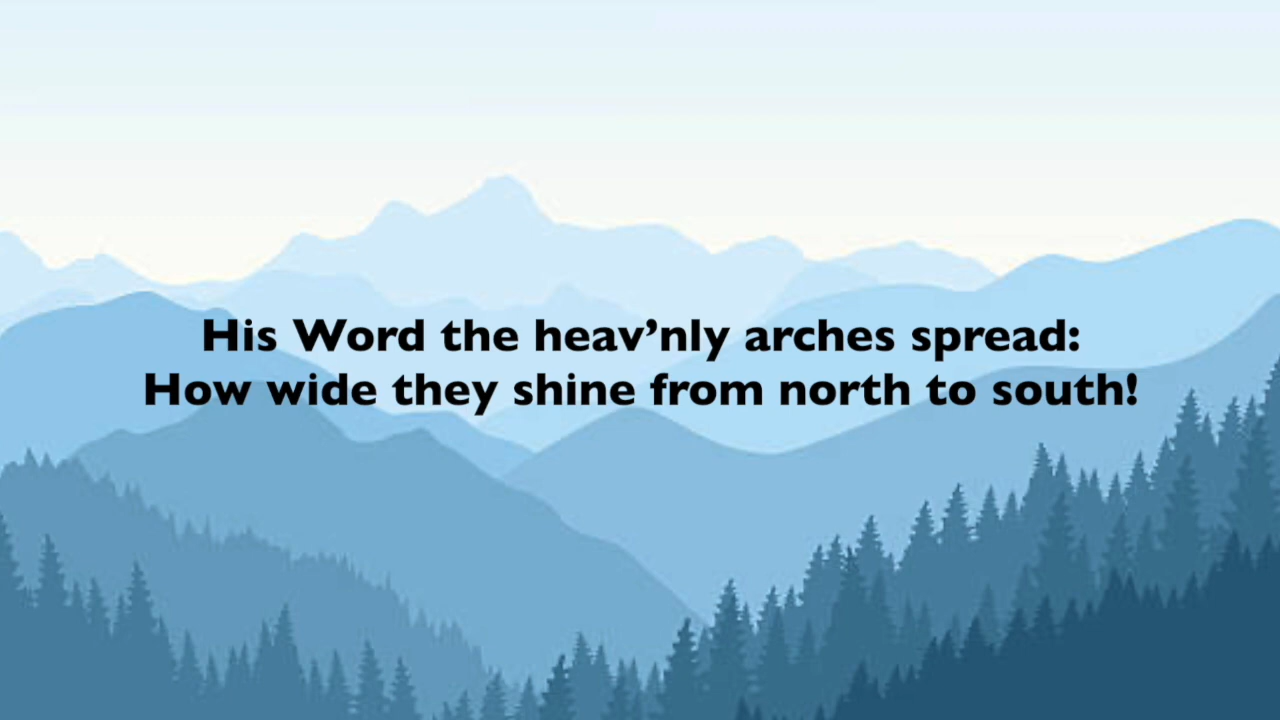 His Word the heav’nly arches spread:
How wide they shine from north to south!